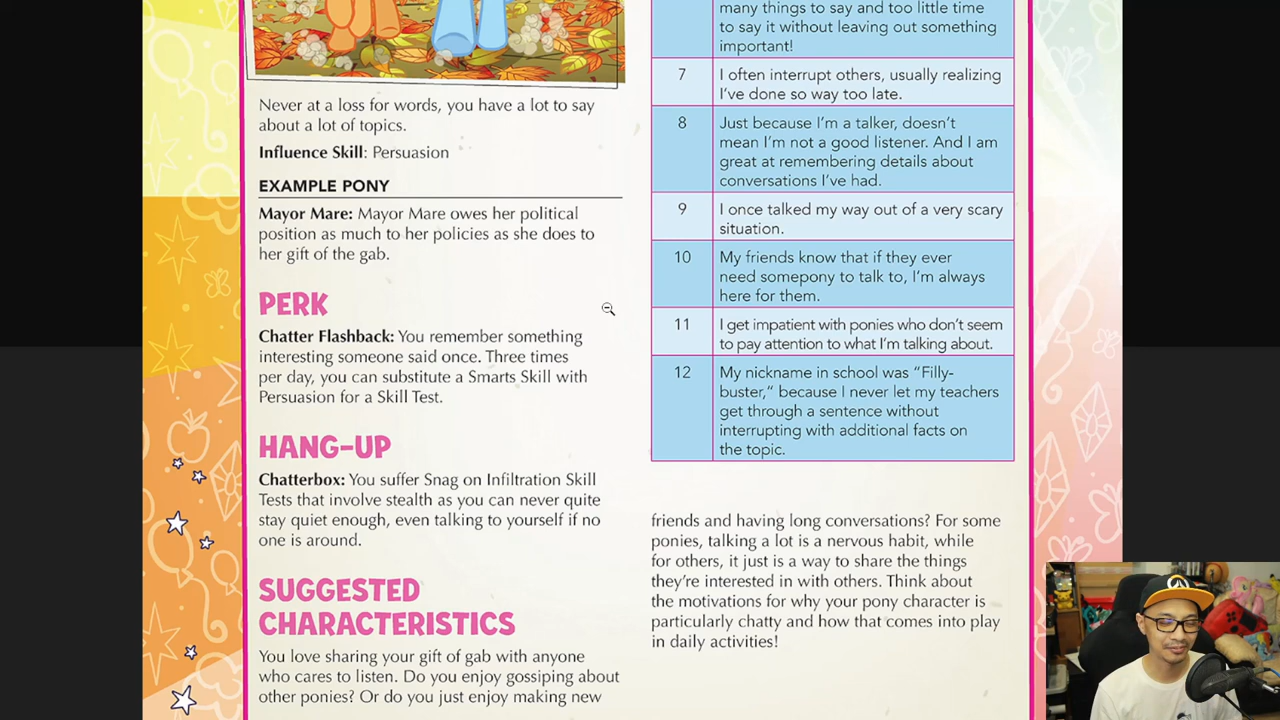 Never at a loss for words, you have a lot to say
about a lot of topics.
Influence Skill: Persuasion
EXAMPLE PONY
Mayor Mare: Mayor Mare owes her political
position as much to her policies as she does to
her gift of the gab.
PERK
Chatter Flashback: You remember something
interesting someone said once. Three times
per day, you can substitute a Smarts Skill with
Persuasion for a Skill Test.
HANG-UP
Chatterbox: You suffer Snag on Infiltration Skill
Tests that involve stealth as you can never quite
stay quiet enough, even talking to yourself if no
one is around.
SUGGESTED
CHARACTERISTICS
You love sharing your gift of gab with anyone
who cares to listen. Do you enjoy gossiping about
other ponies? Or do you just enjoy making new
many things to say and too little time
to say it without leaving out something
important!
7 I often interrupt others, usually realizing
I've done so way too late.
8 Just because I'm a talker, doesn't
mean I'm not a good listener. And I am
great at remembering details about
conversations I've had.
9 I once talked my way out of a very scary
situation.
10 My friends know that if they ever
need somepony to talk to, I'm always
here for them.
11 I get impatient with ponies who don't seem
to pay attention to what I'm talking about.
12 My nickname in school was "Filly-
buster," because I never let my teachers
get through a sentence without
interrupting with additional facts on
the topic.
friends and having long conversations? For some
ponies, talking a lot is a nervous habit, while
for others, it just is a way to share the things
they're interested in with others. Think about
the motivations for why your pony character is
particularly chatty and how that comes into play
in daily activities!